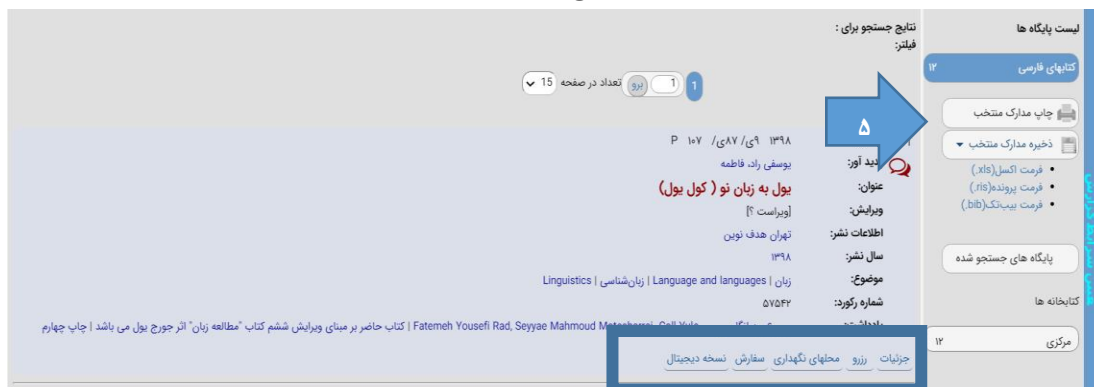 لیست پایگاه ها
کتابهای فارسی ۱۲
چاپ مدارک منتخب
ذخیره مدارک منتخب
فرمت اکسل(xls.)
فرمت پرونده(ris.)
فرمت بیب‌تک(bib.)
پایگاه های جستجو شده
کتابخانه ها
مرکزی ۱۲
نتایج جستجو برای :
فیلتر:
1 1 برو تعداد در صفحه 15
۵
P ۱۰۷ /ی۸۷ /ی۹ ۱۳۹۸
یوسفی راد، فاطمه
عنوان: یول به زبان نو ( کول یول)
ویرایش: [ویراست ؟]
اطلاعات نشر: تهران هدف نوین
سال نشر: ۱۳۹۸
موضوع: زبان | Language and languages | زبان‌شناسی | Linguistics
شماره رکورد: ۵۷۵۴۲
Fatemeh Yousefi Rad, Seyyae Mahmoud | کتاب حاضر بر مبنای ویرایش ششم کتاب "مطالعه زبان" اثر جورج یول می باشد | چاپ چهارم
جزئیات رزرو محلهای نگهداری سفارش نسخه دیجیتال